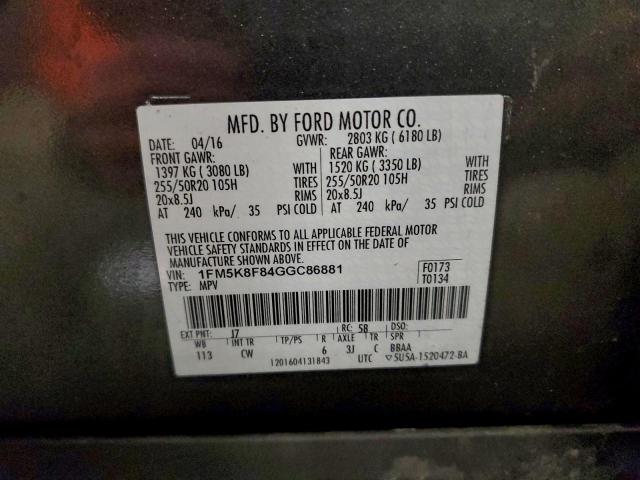 MFD. BY FORD MOTOR CO.
DATE: 04/16 GVWR: 2803 KG ( 6180 LB)
FRONT GAWR: REAR GAWR:
1397 KG ( 3080 LB) WITH 1520 KG ( 3350 LB) WITH
255/50R20 105H TIRES 255/50R20 105H TIRES
20x8.5J RIMS 20x8.5J RIMS
AT 240 kPa/ 35 PSI COLD AT 240 kPa/ 35 PSI COLD
THIS VEHICLE CONFORMS TO ALL APPLICABLE FEDERAL MOTOR
VEHICLE SAFETY STANDARDS IN EFFECT ON THE DATE OF
MANUFACTURE SHOWN ABOVE.
VIN: 1FM5K8F84GGC86881 F0173
TYPE: MPV T0134
EXT PNT: J7 RC: 5B DSO:
WB INT TR TP/PS R AXLE TR SPR
113 CW 6 3J C BBAA
1201604131843 UTC ▽5U5A-1520472-BA